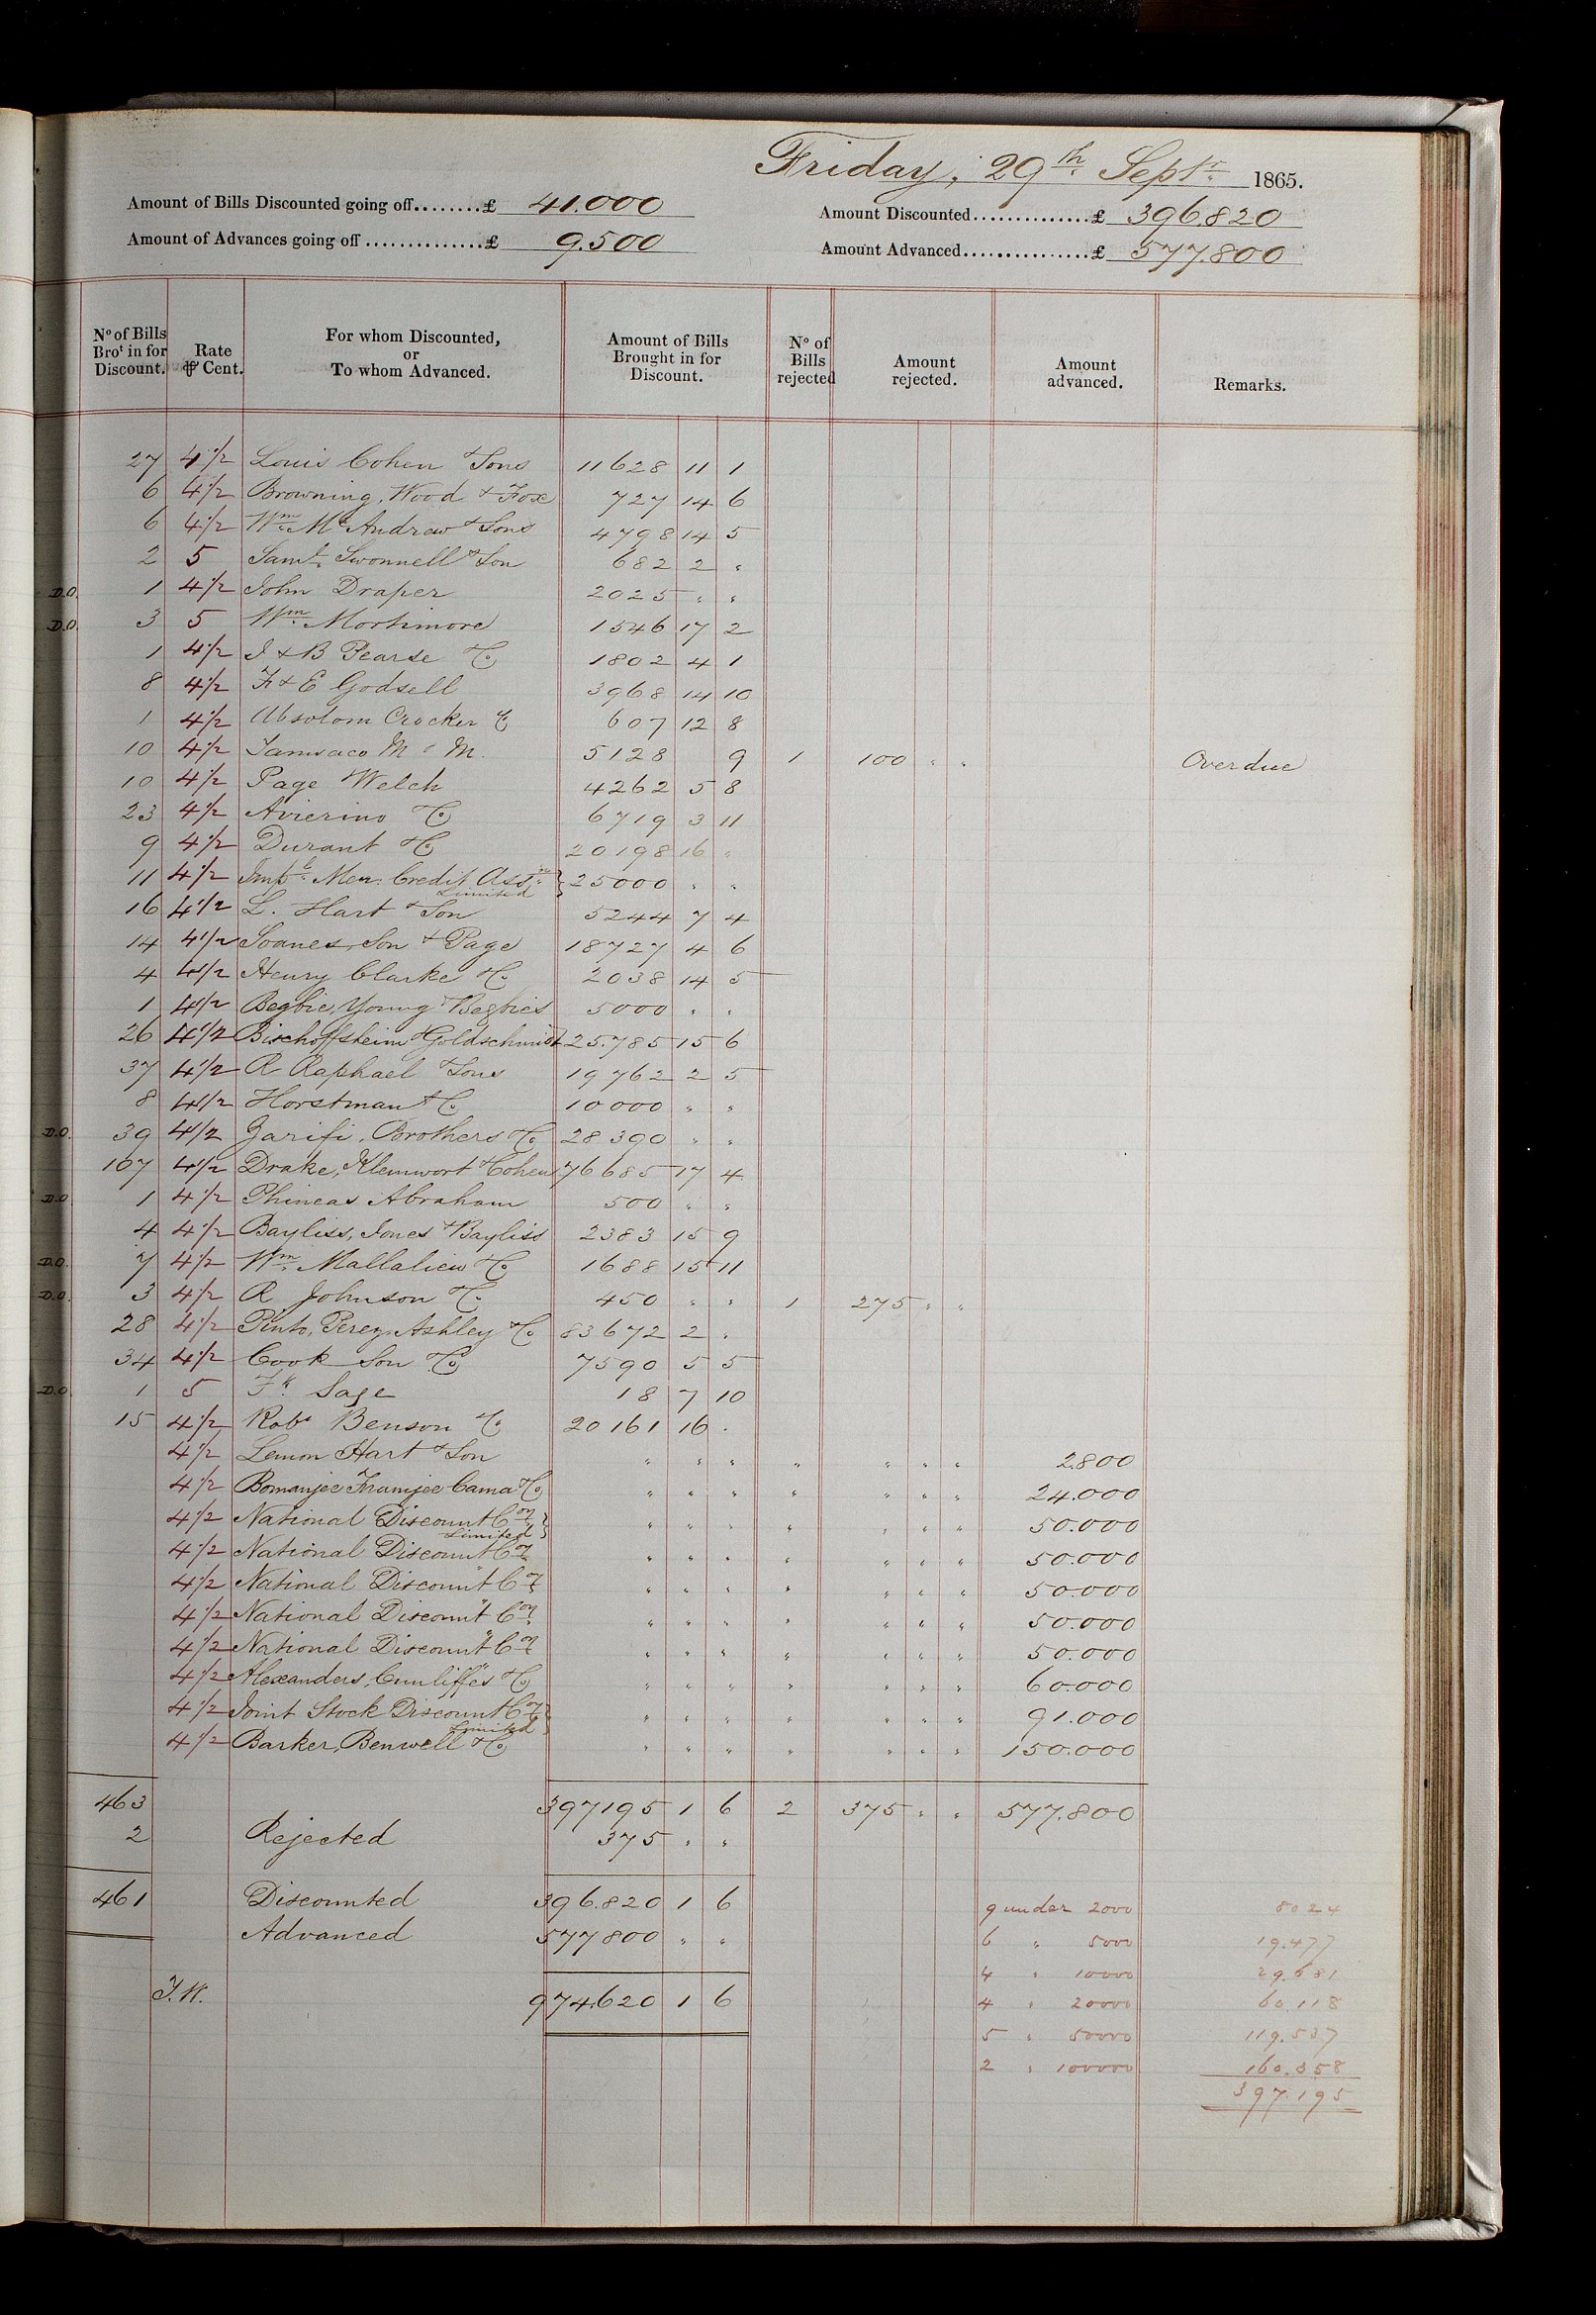 Friday, 29th Septr 1865.
Amount of Bills Discounted going off........£ 41.000
Amount Discounted..............£ 396.820
Amount of Advances going off..............£ 9.500
Amount Advanced................£ 577.800
No of Bills Brot in for Discount. Rate ⅌ Cent. For whom Discounted, or To whom Advanced. Amount of Bills Brought in for Discount. No of Bills rejected Amount rejected. Amount advanced. Remarks.
27 4½ Louis Cohen & Sons 11628 11 1
6 4½ Browning, Wood & Fox 727 14 6
6 4½ Wm McAndrew & Sons 4798 14 5
2 5 Saml Swonnell & Son 682 2 "
D.O. 1 4½ John Draper 2025 " "
D.O. 3 5 Wm Mortimore 1546 17 2
1 4½ I & B Pearse & Co 1802 4 1
8 4½ F & E Godsell 3968 14 10
1 4½ Absolom Crocker & C 607 12 8
10 4½ M & M. 5128 9 1 100 " " Overdue
10 4½ Page Welch 4262 5 8
23 4½ Avierino & Co 6719 3 11
9 4½ Durant & Co 20198 16 "
11 4½ Impl Mer. Credit Assn Limited } 25000 " "
16 4½ L. Hart & Son 5244 7 4
14 4½ Soanes, Son & Page 18727 4 6
4 4½ Henry Clarke & Co 2038 14 5
1 4½ Begbie, Young & Begbies 5000 " "
26 4½ Bischoffsheim & Goldschmidt 25.785 15 6
37 4½ R Raphael & Sons 19762 2 5
8 4½ Horstman & Co 10000 " "
D.O. 39 4½ Zarifi, Brothers & Co 28390 " "
107 4½ Drake, Kleinwort & Cohen 76685 17 4
D.O 1 4½ Phineas Abraham 500 " "
4 4½ Bayliss, Jones & Bayliss 2383 15 9
D.O. 7 4½ Wm Mallalieu & Co 1688 15 11
D.O. 3 4½ R Johnson & Co 450 " " 1 275 " "
28 4½ Pinto, Perez, Ashley & Co 83672 2 "
34 4½ Cook Son & Co 7590 5 5
D.O 1 5 Fk Sage 18 7 10
15 4½ Robt Benson & Co 20161 16 "
4½ Lemon Hart & Son " " " " " " " 2.800
4½ Bomanjee Framjee Cama & Co " " " " " " " 24.000
4½ National Discount Coy Limited } " " " " " " " 50.000
4½ National Discount Coy " " " " " " " 50.000
4½ National Discount Coy " " " " " " " 50.000
4½ National Discount Coy " " " " " " " 50.000
4½ National Discount Coy " " " " " " " 50.000
4½ Alexanders, Cunliffes & Co " " " " " " " 60.000
4½ Joint Stock Discount Coy Limited } " " " " " " " 91.000
4½ Barker, Benwell & Co " " " " " " " 150.000
463 397195 1 6 2 375 " " 577.800
2 Rejected 375 " "
461 Discounted 396.820 1 6
Advanced 577800 " "
974.620 1 6
9 under 2000 8024
6 " 5000 19.477
4 " 10000 29.681
4 " 20000 60.118
5 " 50000 119.537
2 " 100000 160.358
397.195